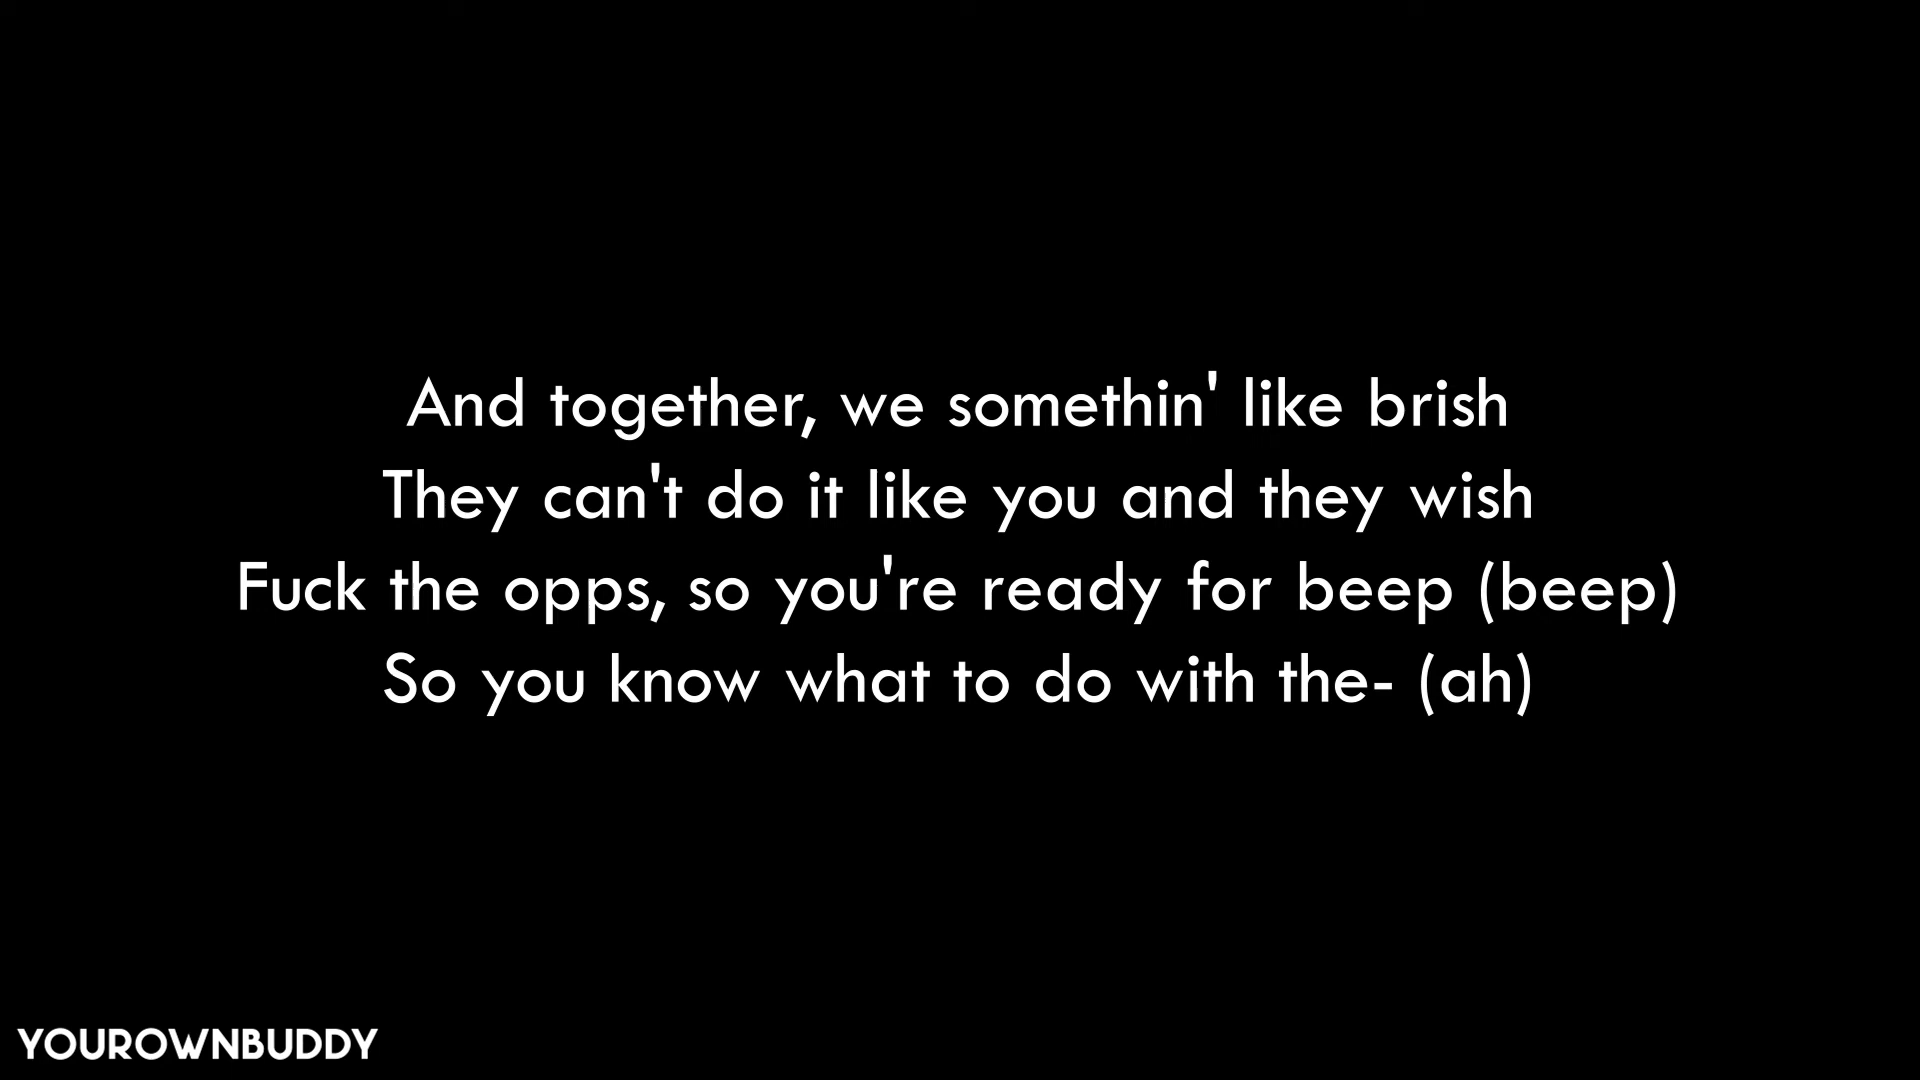 And together, we somethin' like brish
They can't do it like you and they wish
Fuck the opps, so you're ready for beep (beep)
So you know what to do with the- (ah)
YOUROWNBUDDY